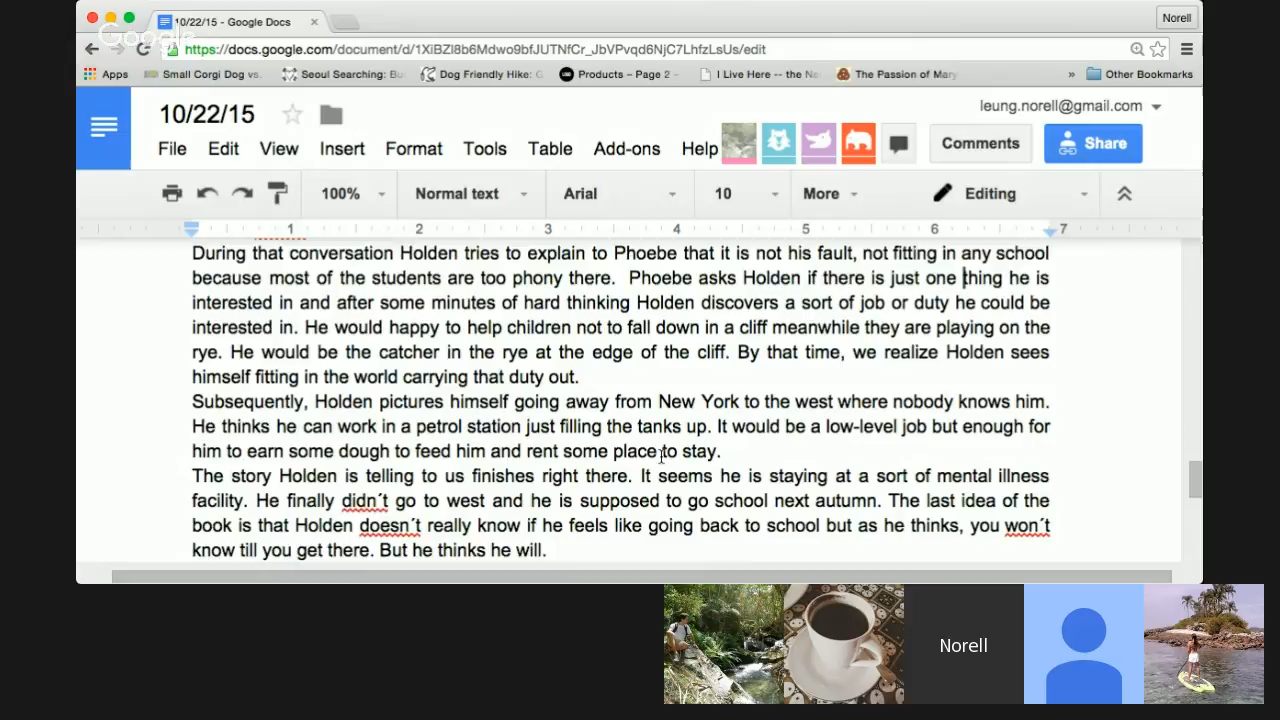 10/22/15 - Google Docs
Norell
Google
https://docs.google.com/document/d/1XiBZl8b6Mdwo9bfJUTNfCr_JbVPvqd6NjC7LhfzLsUs/edit
Apps Small Corgi Dog vs. Seoul Searching: Bu Dog Friendly Hike: G Products – Page 2 - I Live Here -- the Ne The Passion of Mary » Other Bookmarks
10/22/15
leung.norell@gmail.com
File Edit View Insert Format Tools Table Add-ons Help Comments Share
100% Normal text Arial 10 More Editing
1 2 3 4 5 6 7
During that conversation Holden tries to explain to Phoebe that it is not his fault, not fitting in any school
because most of the students are too phony there. Phoebe asks Holden if there is just one thing he is
interested in and after some minutes of hard thinking Holden discovers a sort of job or duty he could be
interested in. He would happy to help children not to fall down in a cliff meanwhile they are playing on the
rye. He would be the catcher in the rye at the edge of the cliff. By that time, we realize Holden sees
himself fitting in the world carrying that duty out.
Subsequently, Holden pictures himself going away from New York to the west where nobody knows him.
He thinks he can work in a petrol station just filling the tanks up. It would be a low-level job but enough for
him to earn some dough to feed him and rent some place to stay.
The story Holden is telling to us finishes right there. It seems he is staying at a sort of mental illness
facility. He finally didn´t go to west and he is supposed to go school next autumn. The last idea of the
book is that Holden doesn´t really know if he feels like going back to school but as he thinks, you won´t
know till you get there. But he thinks he will.
Norell